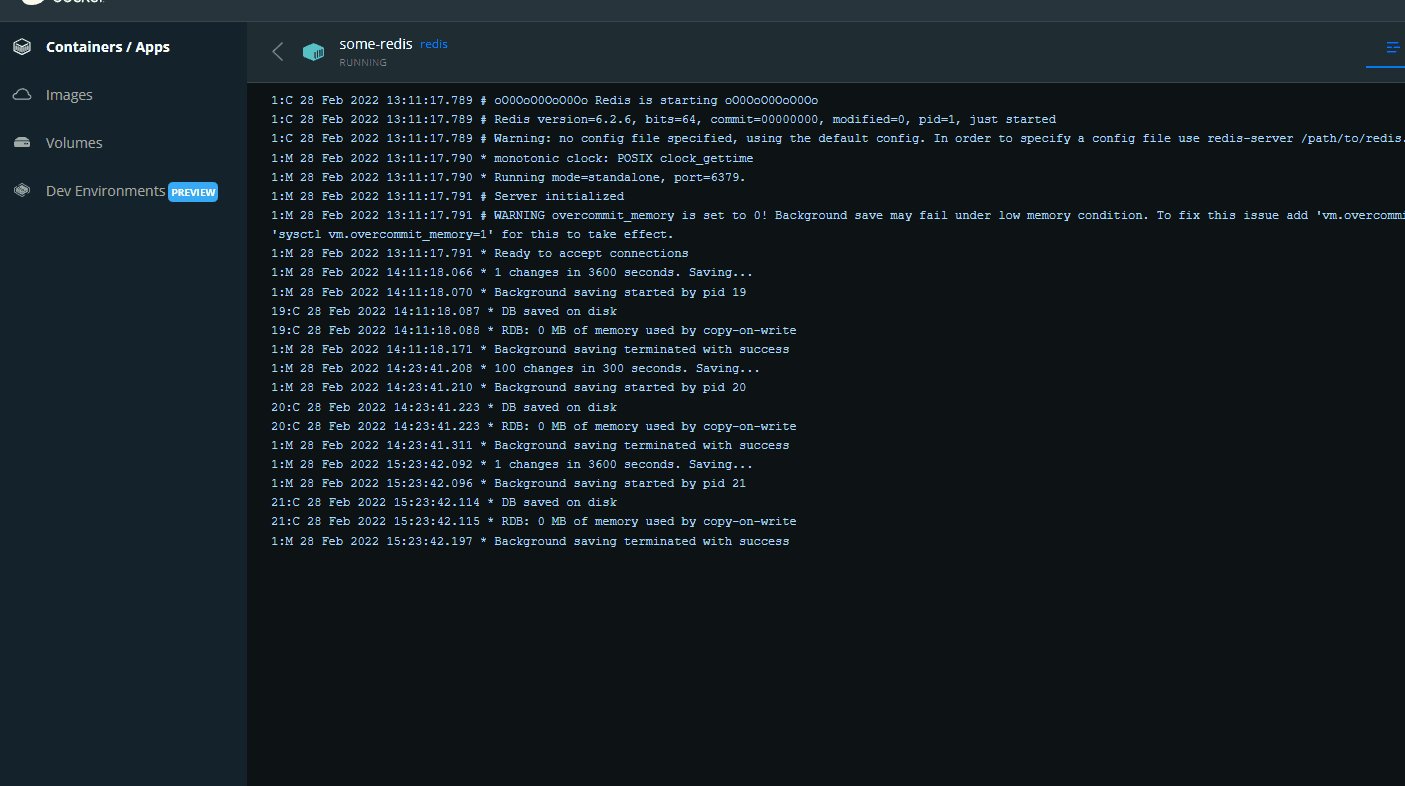 Containers / Apps
Images
Volumes
Dev Environments PREVIEW
some-redis redis
RUNNING
1:C 28 Feb 2022 13:11:17.789 # oO0OoO0OoO0Oo Redis is starting oO0OoO0OoO0Oo
1:C 28 Feb 2022 13:11:17.789 # Redis version=6.2.6, bits=64, commit=00000000, modified=0, pid=1, just started
1:C 28 Feb 2022 13:11:17.789 # Warning: no config file specified, using the default config. In order to specify a config file use redis-server /path/to/redis.
1:M 28 Feb 2022 13:11:17.790 * monotonic clock: POSIX clock_gettime
1:M 28 Feb 2022 13:11:17.790 * Running mode=standalone, port=6379.
1:M 28 Feb 2022 13:11:17.791 # Server initialized
1:M 28 Feb 2022 13:11:17.791 # WARNING overcommit_memory is set to 0! Background save may fail under low memory condition. To fix this issue add 'vm.overcommi
'sysctl vm.overcommit_memory=1' for this to take effect.
1:M 28 Feb 2022 13:11:17.791 * Ready to accept connections
1:M 28 Feb 2022 14:11:18.066 * 1 changes in 3600 seconds. Saving...
1:M 28 Feb 2022 14:11:18.070 * Background saving started by pid 19
19:C 28 Feb 2022 14:11:18.087 * DB saved on disk
19:C 28 Feb 2022 14:11:18.088 * RDB: 0 MB of memory used by copy-on-write
1:M 28 Feb 2022 14:11:18.171 * Background saving terminated with success
1:M 28 Feb 2022 14:23:41.208 * 100 changes in 300 seconds. Saving...
1:M 28 Feb 2022 14:23:41.210 * Background saving started by pid 20
20:C 28 Feb 2022 14:23:41.223 * DB saved on disk
20:C 28 Feb 2022 14:23:41.223 * RDB: 0 MB of memory used by copy-on-write
1:M 28 Feb 2022 14:23:41.311 * Background saving terminated with success
1:M 28 Feb 2022 15:23:42.092 * 1 changes in 3600 seconds. Saving...
1:M 28 Feb 2022 15:23:42.096 * Background saving started by pid 21
21:C 28 Feb 2022 15:23:42.114 * DB saved on disk
21:C 28 Feb 2022 15:23:42.115 * RDB: 0 MB of memory used by copy-on-write
1:M 28 Feb 2022 15:23:42.197 * Background saving terminated with success